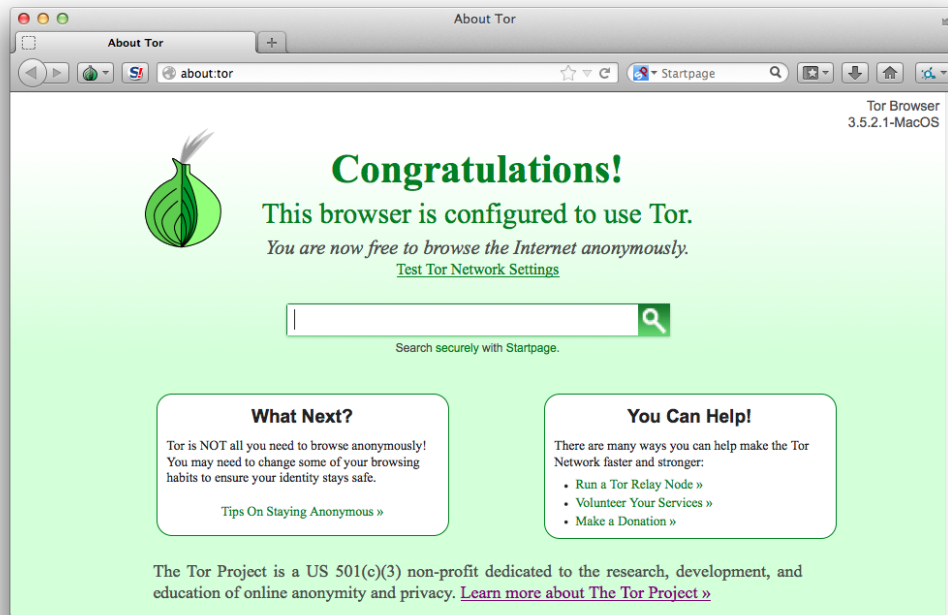 About Tor
About Tor
about:tor
Startpage
Tor Browser
3.5.2.1-MacOS
Congratulations!
This browser is configured to use Tor.
You are now free to browse the Internet anonymously.
Test Tor Network Settings
Search securely with Startpage.
What Next?
Tor is NOT all you need to browse anonymously!
You may need to change some of your browsing
habits to ensure your identity stays safe.
Tips On Staying Anonymous »
You Can Help!
There are many ways you can help make the Tor
Network faster and stronger:
• Run a Tor Relay Node »
• Volunteer Your Services »
• Make a Donation »
The Tor Project is a US 501(c)(3) non-profit dedicated to the research, development, and
education of online anonymity and privacy. Learn more about The Tor Project »